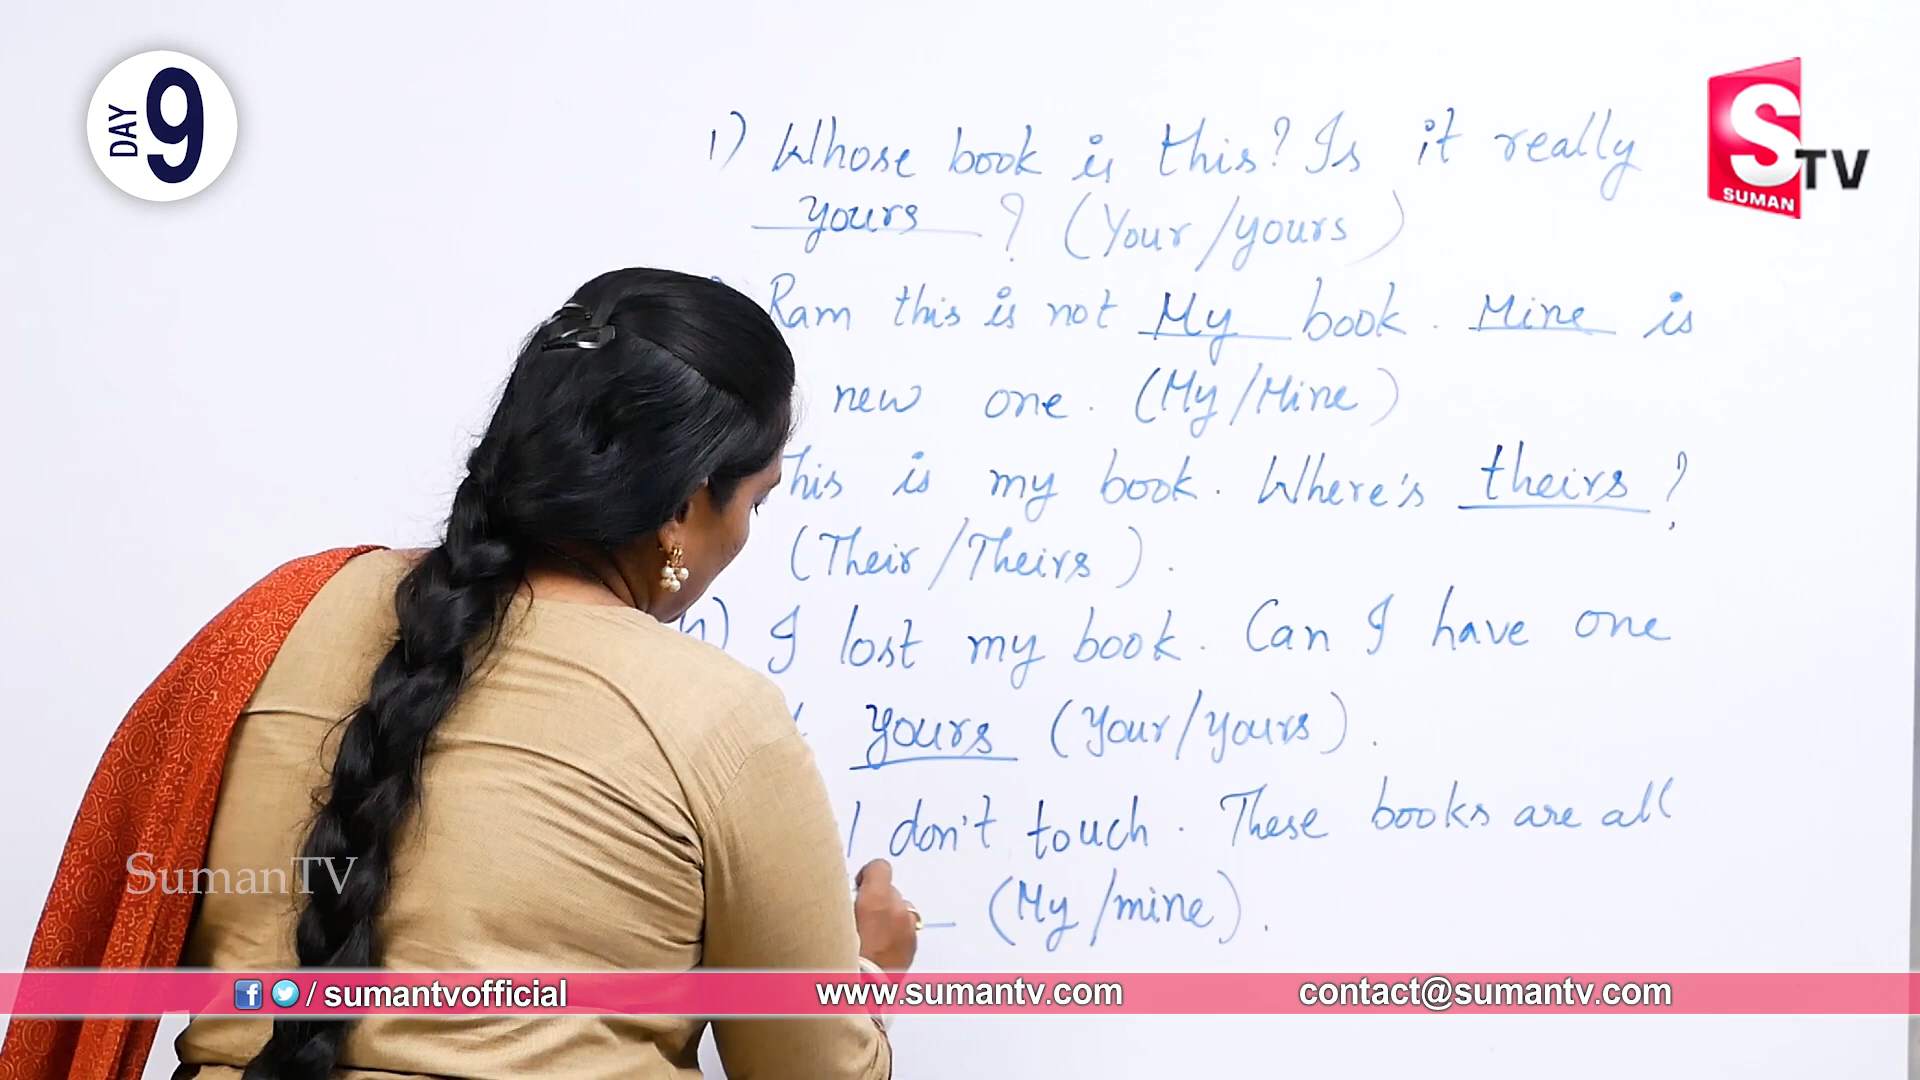 DAY 9
S TV
SUMAN
1) Whose book is this? Is it really
yours ? (Your/yours)
Ram this is not My book. Mine is
new one. (My/Mine)
This is my book. Where's theirs ?
(Their/Theirs).
I lost my book. Can I have one
yours (Your/yours).
don't touch. These books are all
(My/mine).
SumanTV
/ sumantvofficial
www.sumantv.com
contact@sumantv.com